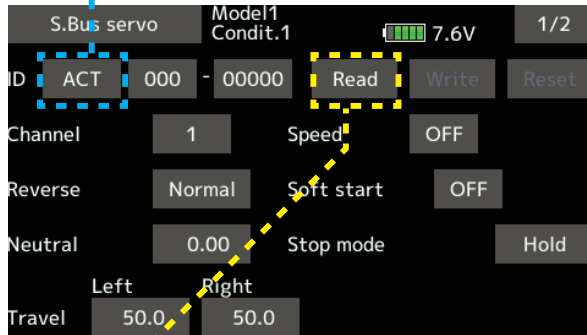 S.Bus servo Model1 Condit.1 7.6V 1/2
ID ACT 000 - 00000 Read Write Reset
Channel 1 Speed OFF
Reverse Normal Soft start OFF
Neutral 0.00 Stop mode Hold
Left Right
Travel 50.0 50.0